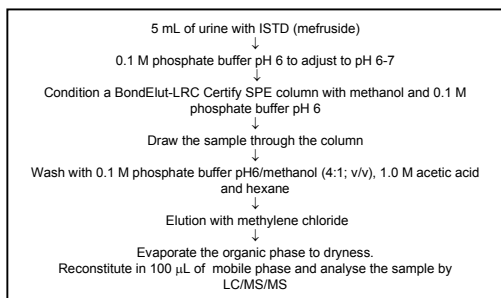 5 mL of urine with ISTD (mefruside)
↓
0.1 M phosphate buffer pH 6 to adjust to pH 6-7
↓
Condition a BondElut-LRC Certify SPE column with methanol and 0.1 M
phosphate buffer pH 6
↓
Draw the sample through the column
↓
Wash with 0.1 M phosphate buffer pH6/methanol (4:1; v/v), 1.0 M acetic acid
and hexane
↓
Elution with methylene chloride
↓
Evaporate the organic phase to dryness.
Reconstitute in 100 µL of mobile phase and analyse the sample by
LC/MS/MS